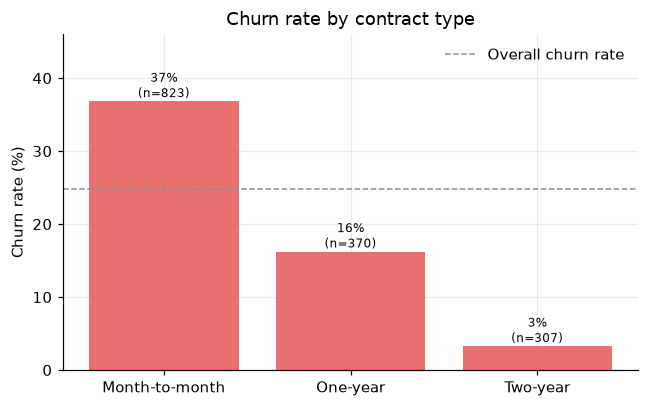 Churn rate by contract type
Overall churn rate
Churn rate (%)
40
30
20
10
0
37%
(n=823)
16%
(n=370)
3%
(n=307)
Month-to-month
One-year
Two-year